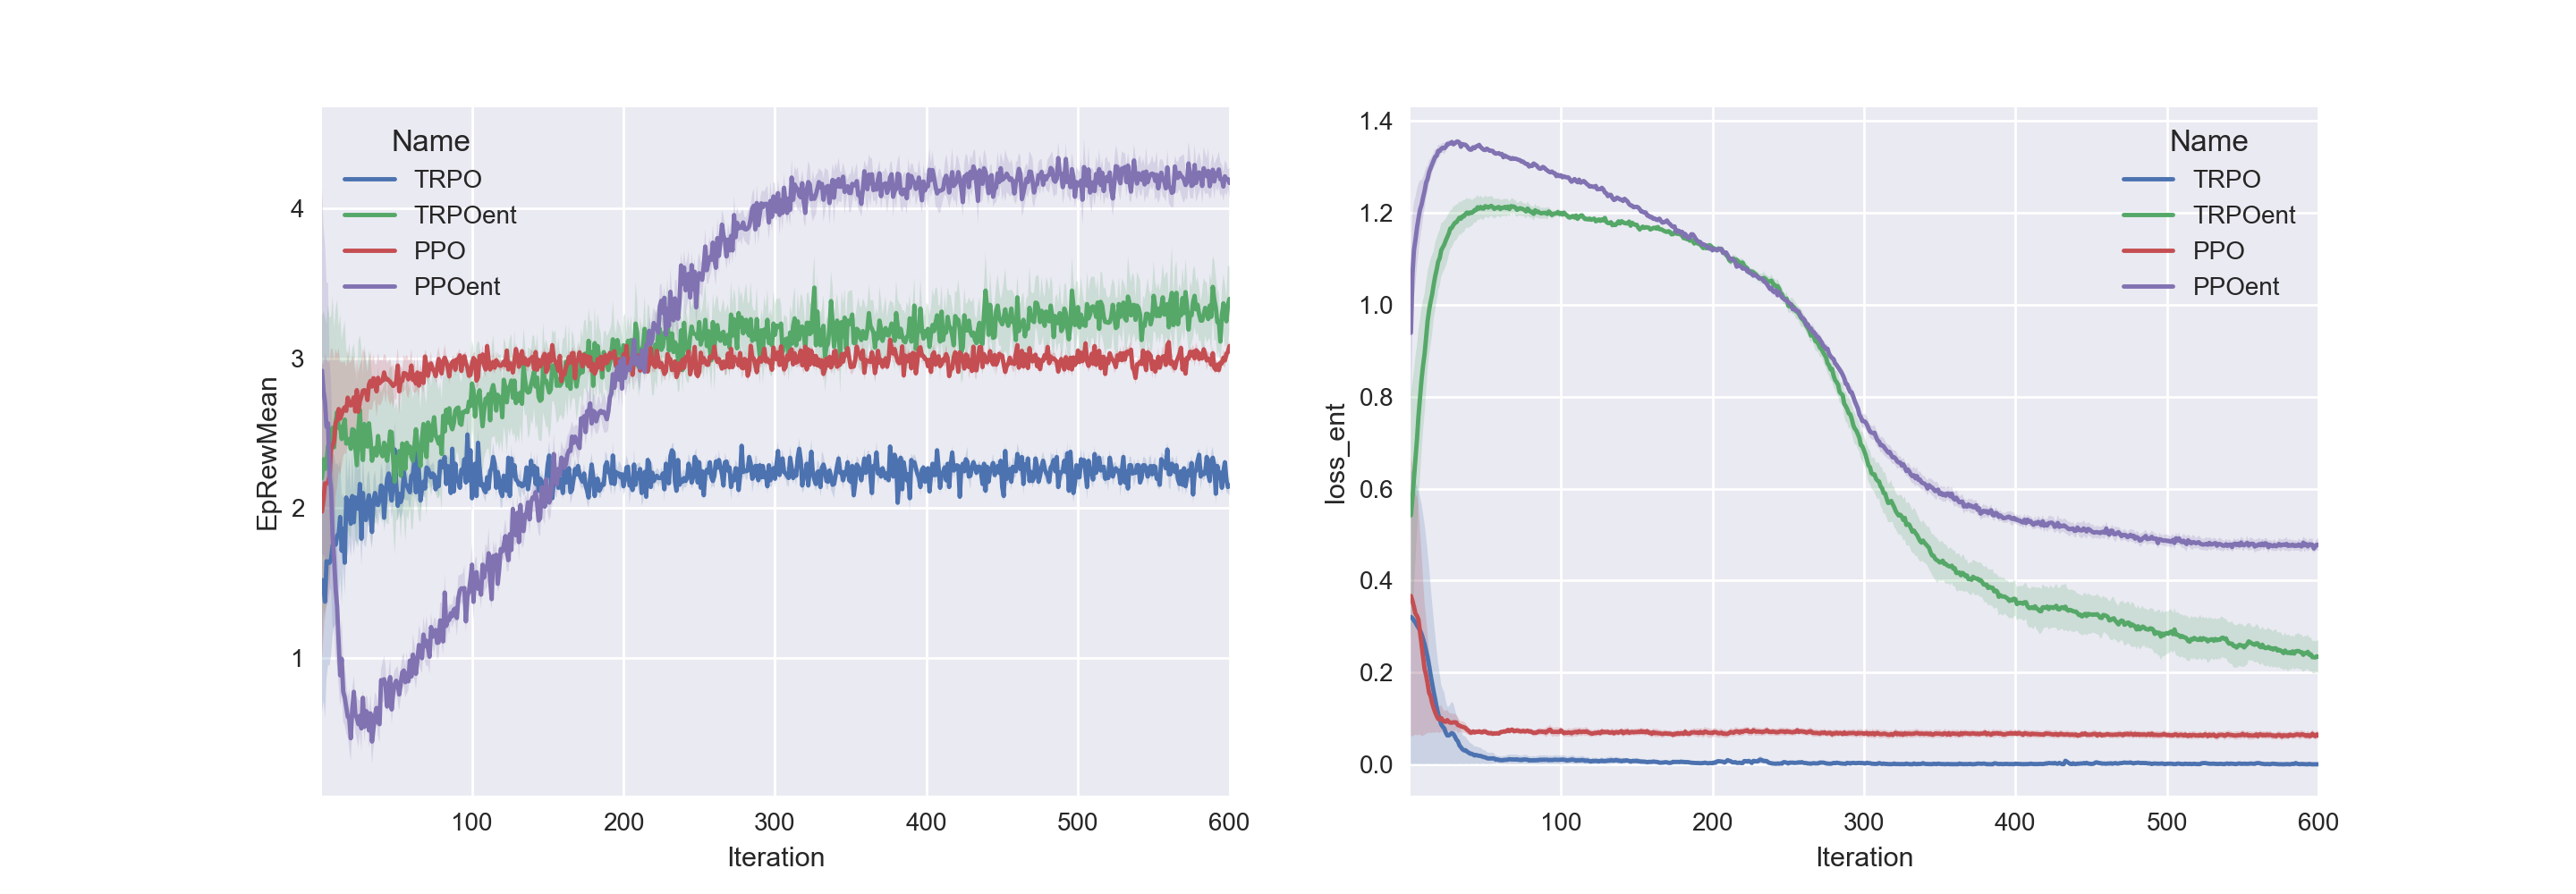 Name
TRPO
TRPOent
PPO
PPOent
4
3
2
1
EpRewMean
100 200 300 400 500 600
Iteration
Name
TRPO
TRPOent
PPO
PPOent
1.4
1.2
1.0
0.8
0.6
0.4
0.2
0.0
loss_ent
100 200 300 400 500 600
Iteration